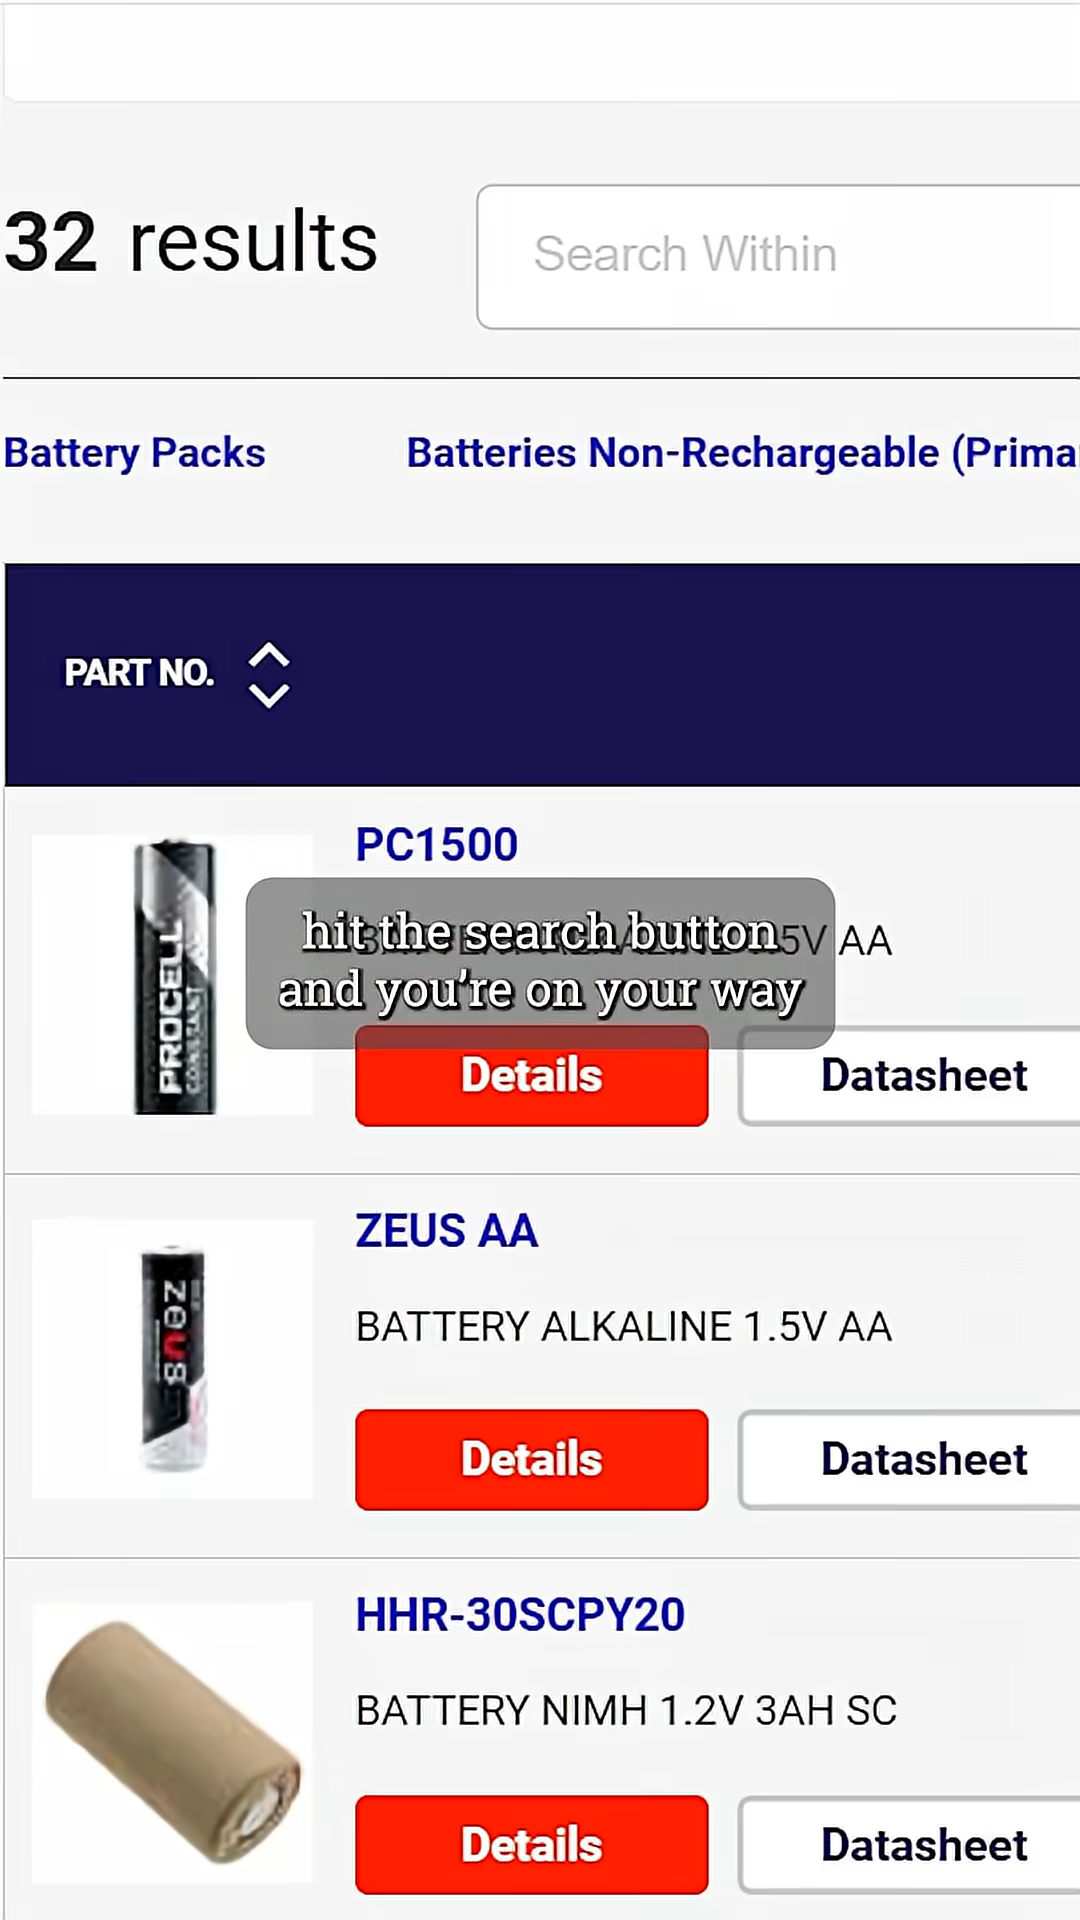 32 results
Search Within
Battery Packs
Batteries Non-Rechargeable (Prima
PART NO.
PC1500
5V AA
hit the search button
and you're on your way
PROCELL
Details
Datasheet
ZEUS AA
zeus
BATTERY ALKALINE 1.5V AA
Details
Datasheet
HHR-30SCPY20
BATTERY NIMH 1.2V 3AH SC
Details
Datasheet